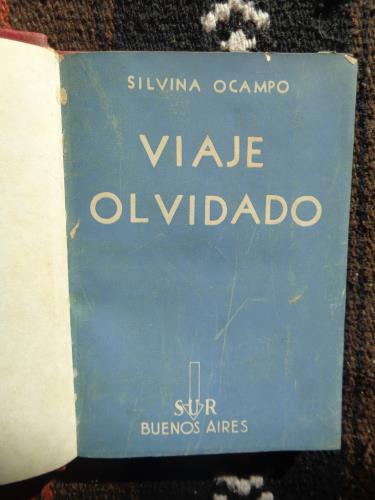 SILVINA OCAMPO
VIAJE
OLVIDADO
SUR
BUENOS AIRES